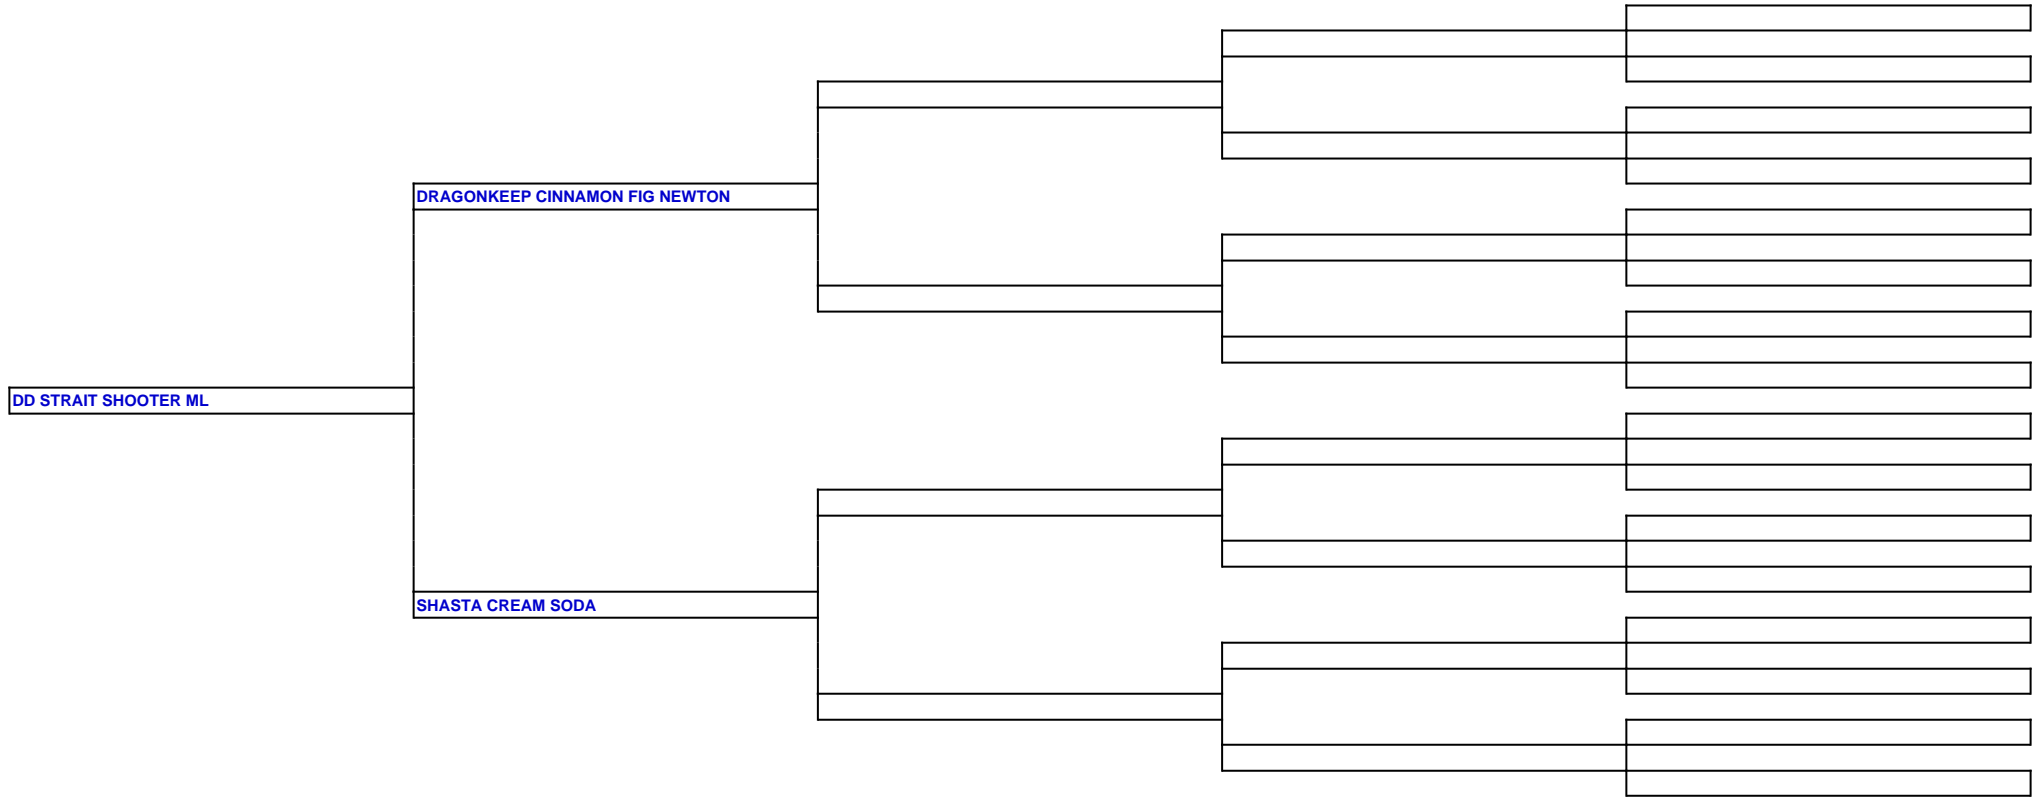 DRAGONKEEP CINNAMON FIG NEWTON
DD STRAIT SHOOTER ML
SHASTA CREAM SODA